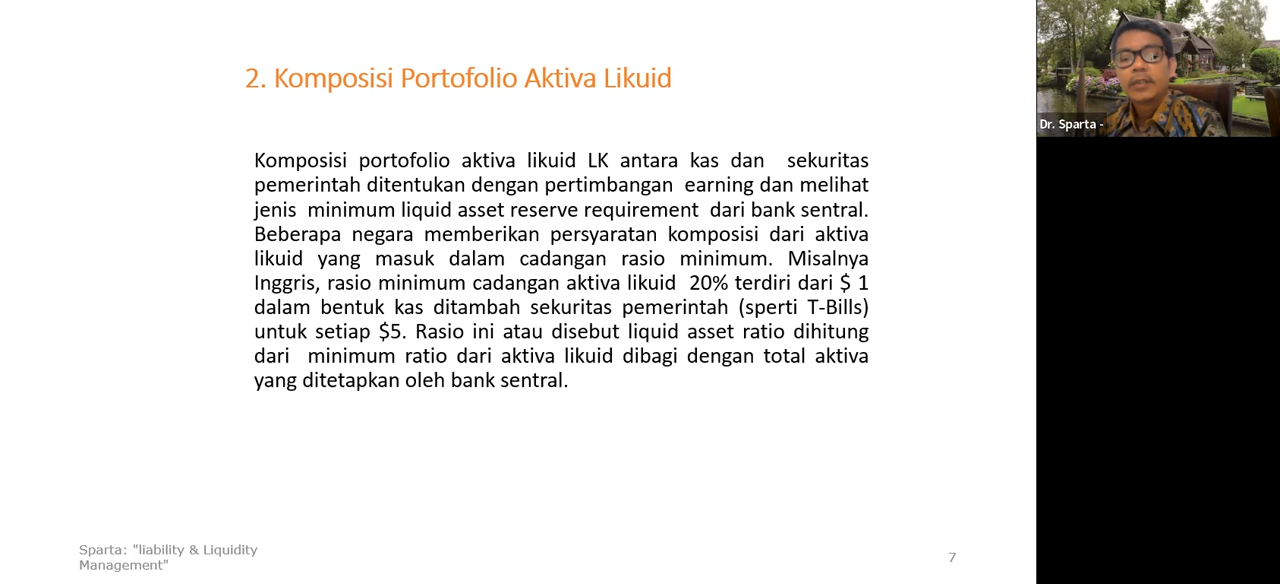 2. Komposisi Portofolio Aktiva Likuid
Komposisi portofolio aktiva likuid LK antara kas dan sekuritas
pemerintah ditentukan dengan pertimbangan earning dan melihat
jenis minimum liquid asset reserve requirement dari bank sentral.
Beberapa negara memberikan persyaratan komposisi dari aktiva
likuid yang masuk dalam cadangan rasio minimum. Misalnya
Inggris, rasio minimum cadangan aktiva likuid 20% terdiri dari $ 1
dalam bentuk kas ditambah sekuritas pemerintah (sperti T-Bills)
untuk setiap $5. Rasio ini atau disebut liquid asset ratio dihitung
dari minimum ratio dari aktiva likuid dibagi dengan total aktiva
yang ditetapkan oleh bank sentral.
Sparta: "liability & Liquidity
Management"
7
Dr. Sparta -